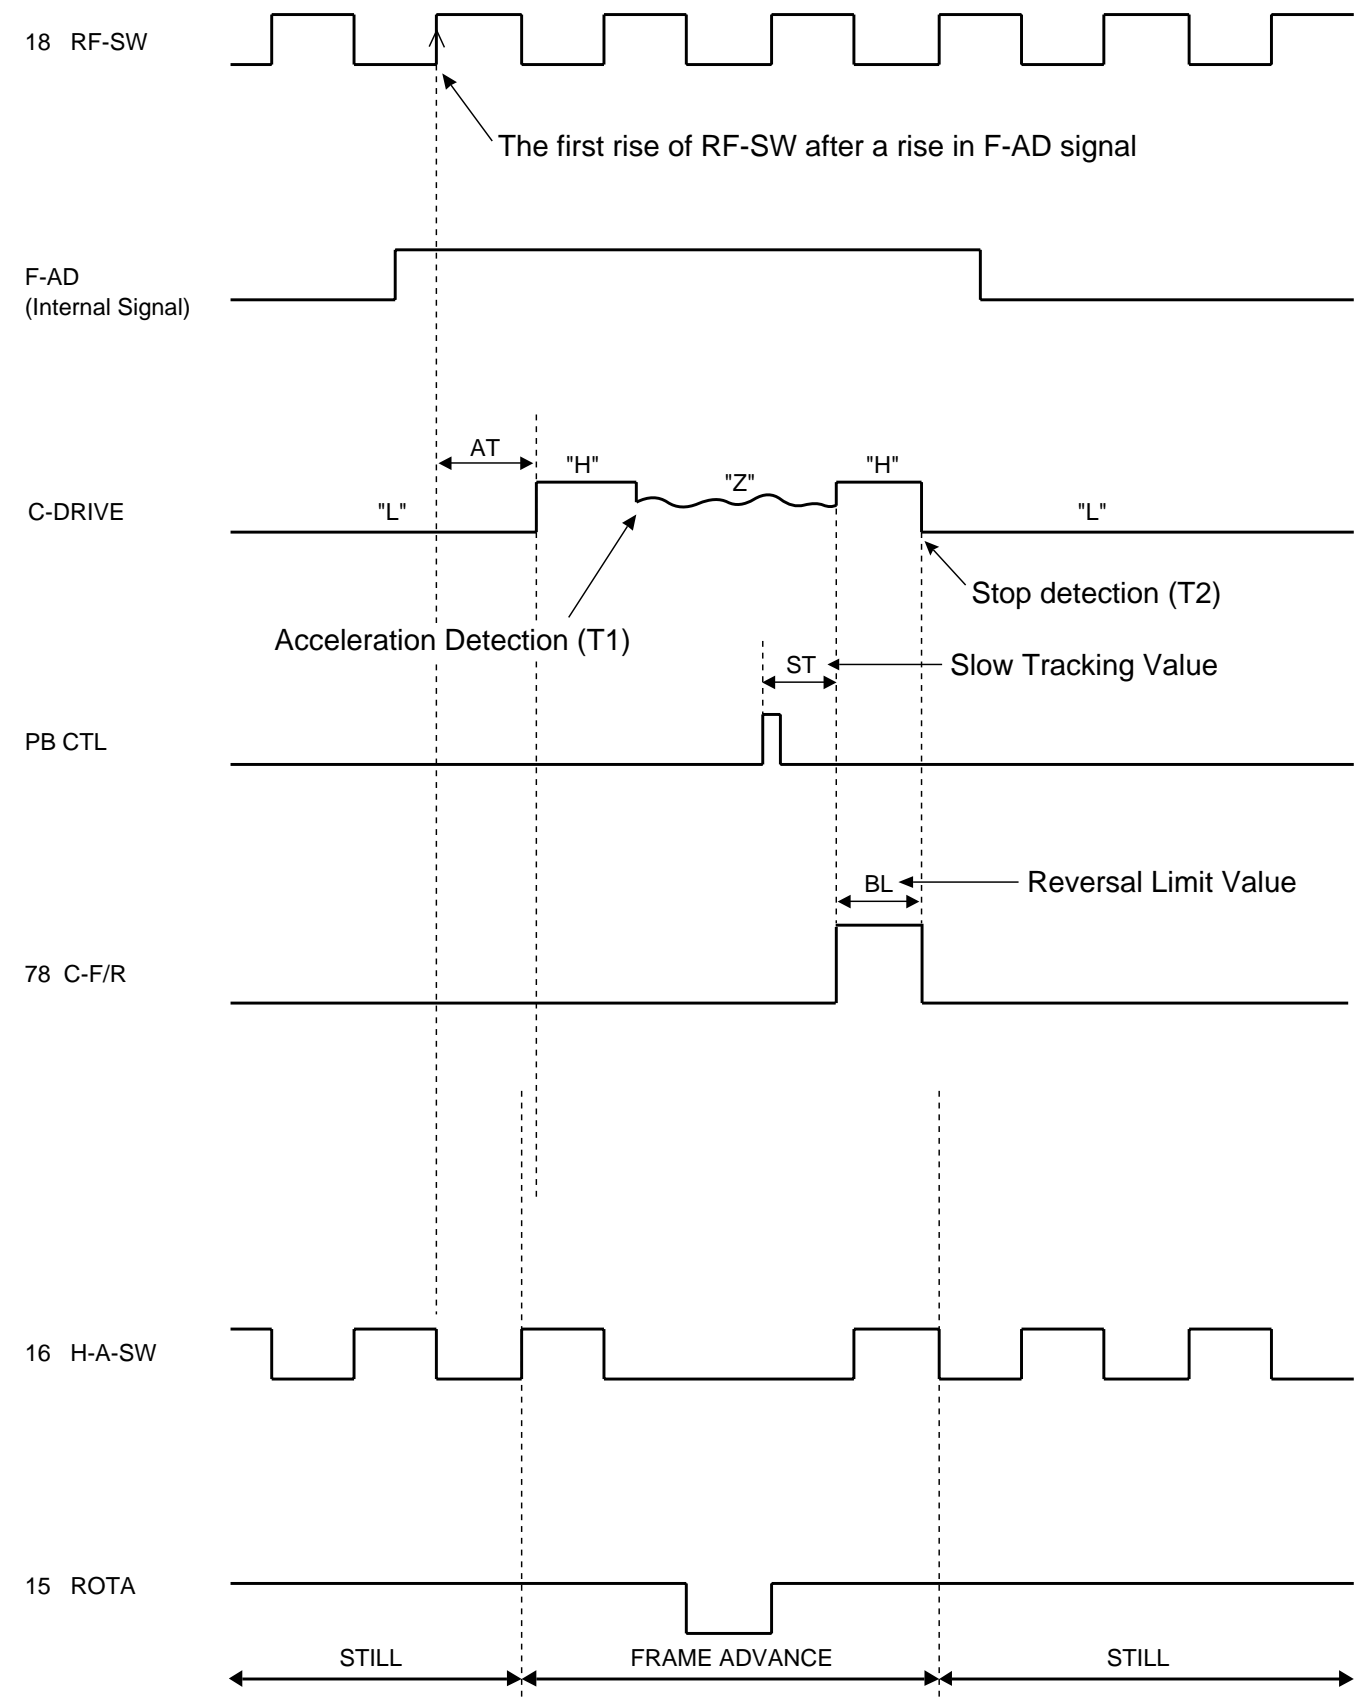 18 RF-SW
The first rise of RF-SW after a rise in F-AD signal
F-AD
(Internal Signal)
AT
"H"
"Z"
"H"
C-DRIVE
"L"
"L"
Stop detection (T2)
Acceleration Detection (T1)
ST
Slow Tracking Value
PB CTL
BL
Reversal Limit Value
78 C-F/R
16 H-A-SW
15 ROTA
STILL
FRAME ADVANCE
STILL